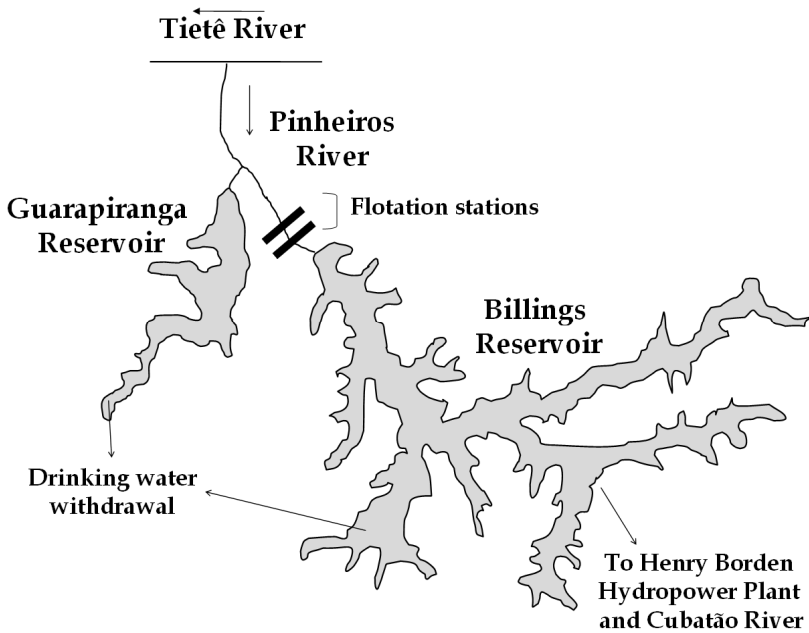 Tietê River
Pinheiros
River
Flotation stations
Guarapiranga
Reservoir
Billings
Reservoir
Drinking water
withdrawal
To Henry Borden
Hydropower Plant
and Cubatão River